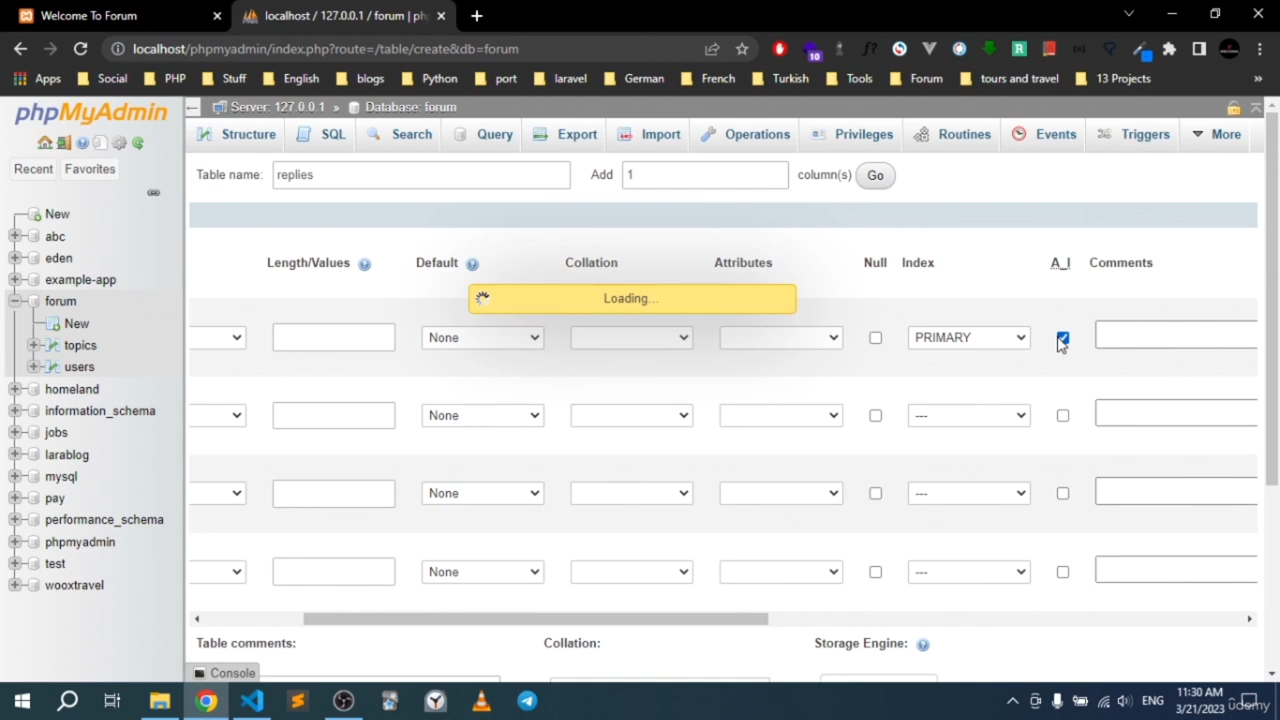 Welcome To Forum
localhost / 127.0.0.1 / forum | ph
localhost/phpmyadmin/index.php?route=/table/create&db=forum
10
Apps Social PHP Stuff English blogs Python port laravel German French Turkish Tools Forum tours and travel 13 Projects »
phpMyAdmin
Server: 127.0.0.1 » Database: forum
Structure SQL Search Query Export Import Operations Privileges Routines Events Triggers More
Recent Favorites
Table name: replies Add 1 column(s) Go
New
abc
eden
example-app
forum
New
topics
users
homeland
information_schema
jobs
larablog
mysql
pay
performance_schema
phpmyadmin
test
wooxtravel
Length/Values Default Collation Attributes Null Index A_I Comments
Loading...
None PRIMARY
None ---
None ---
None ---
Table comments: Collation: Storage Engine:
Console
ENG
11:30 AM
3/21/2023
ûdemy